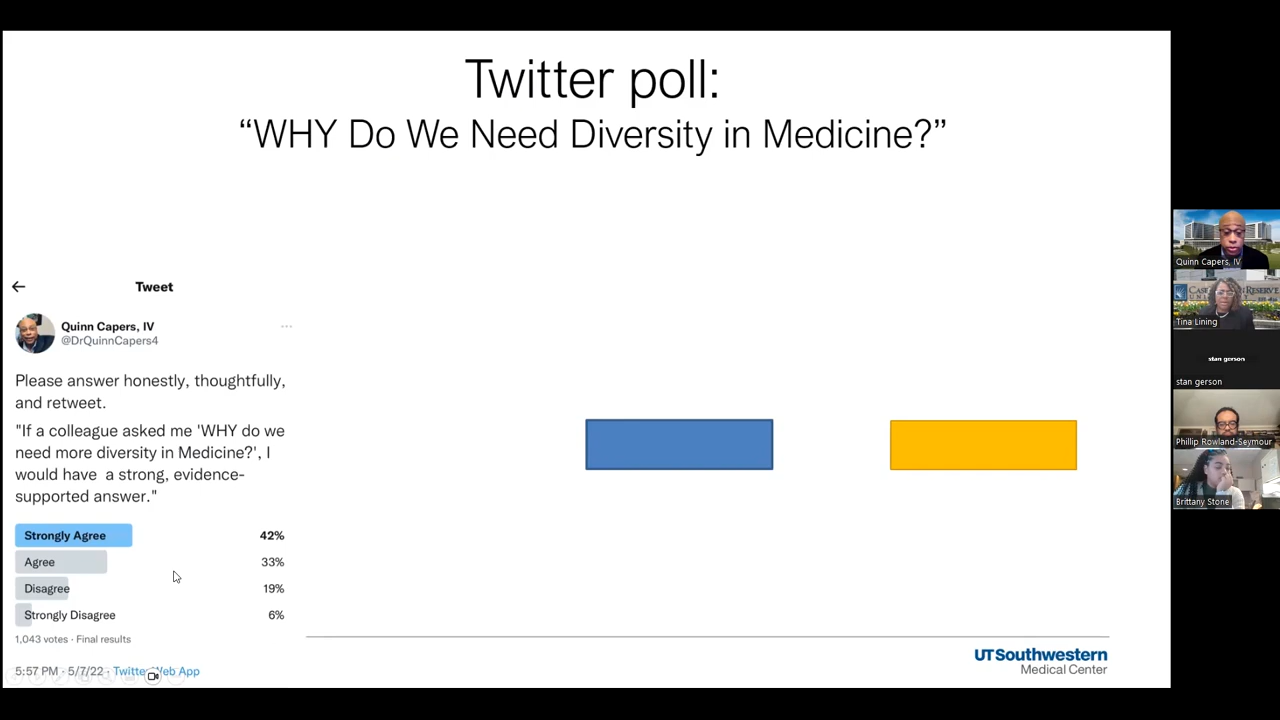 Twitter poll:
“WHY Do We Need Diversity in Medicine?”
Tweet
Quinn Capers, IV
@DrQuinnCapers4
Please answer honestly, thoughtfully,
and retweet.
"If a colleague asked me 'WHY do we
need more diversity in Medicine?', I
would have a strong, evidence-
supported answer."
Strongly Agree 42%
Agree 33%
Disagree 19%
Strongly Disagree 6%
1,043 votes · Final results
5:57 PM · 5/7/22 · Twitter Web App
UTSouthwestern
Medical Center
Quinn Capers, IV
Tina Lining
stan gerson
stan gerson
Phillip Rowland-Seymour
Brittany Stone